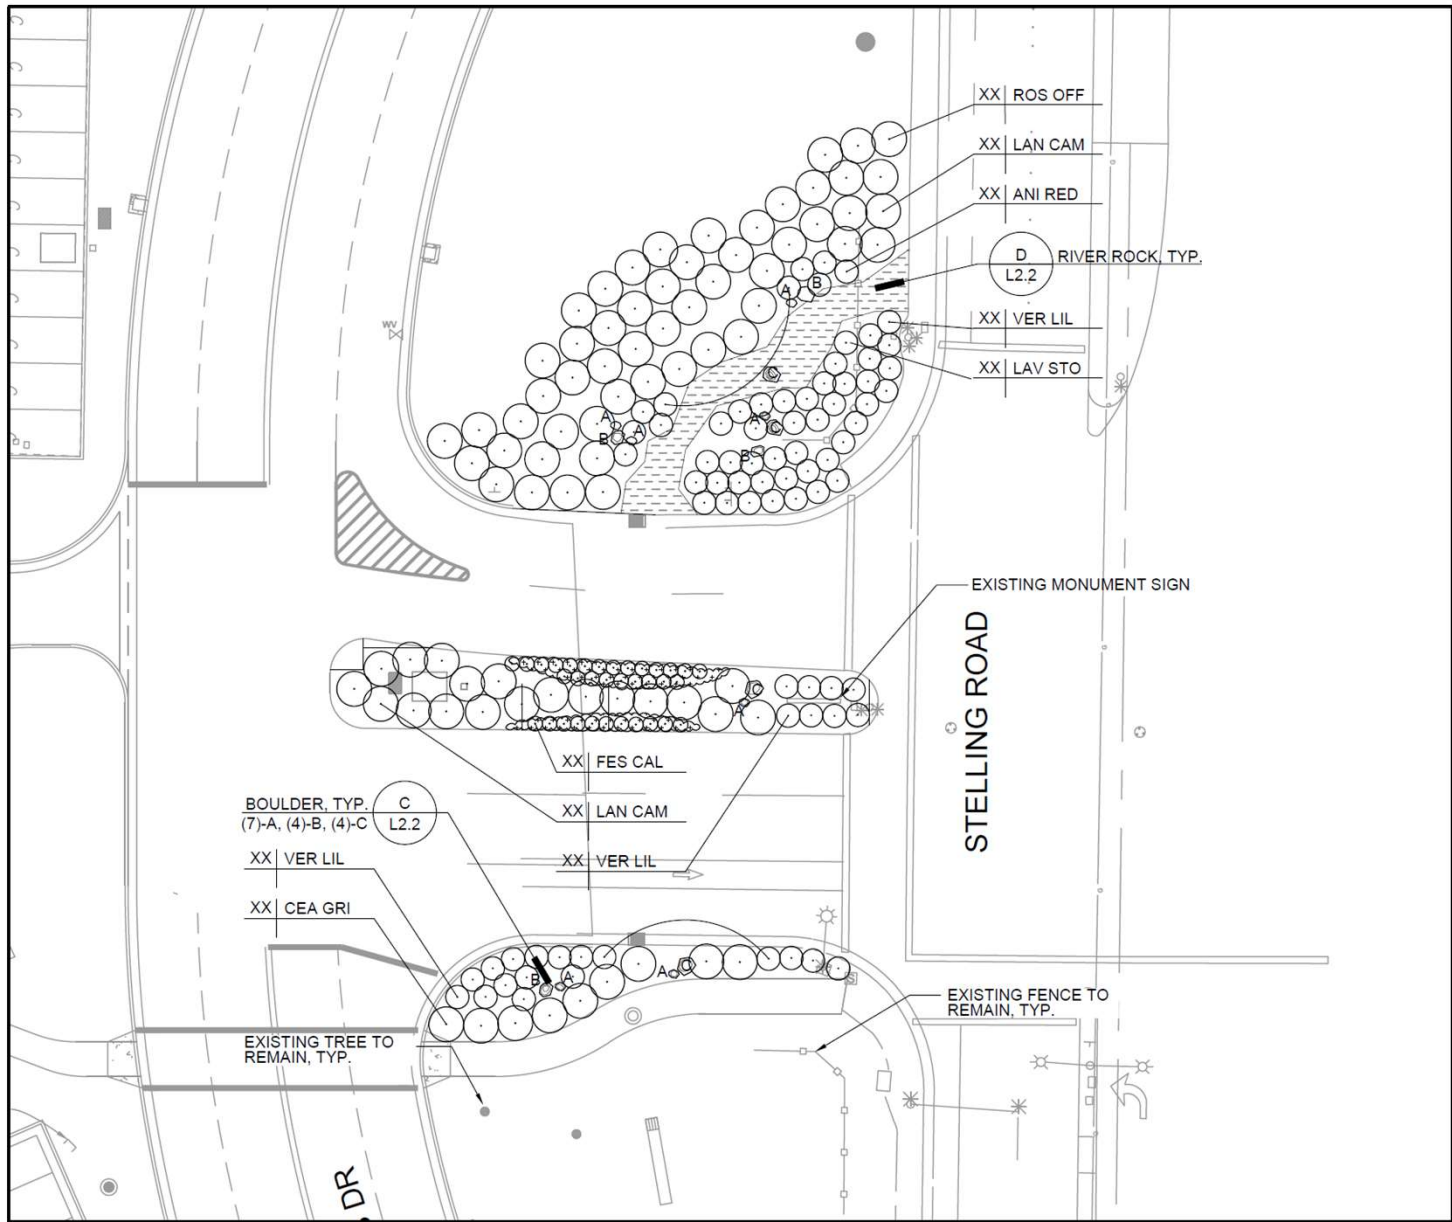 XX ROS OFF
XX LAN CAM
XX ANI RED
D
L2.2
RIVER ROCK, TYP.
A
B
WV
XX VER LIL
XX LAV STO
C
A
A
C
A
B
B
EXISTING MONUMENT SIGN
STELLING ROAD
C
A
XX FES CAL
BOULDER, TYP.
(7)-A, (4)-B, (4)-C
C
L2.2
XX LAN CAM
XX VER LIL
XX VER LIL
XX CEA GRI
B
A
A
C
S
EXISTING FENCE TO
REMAIN, TYP.
EXISTING TREE TO
REMAIN, TYP.
DR